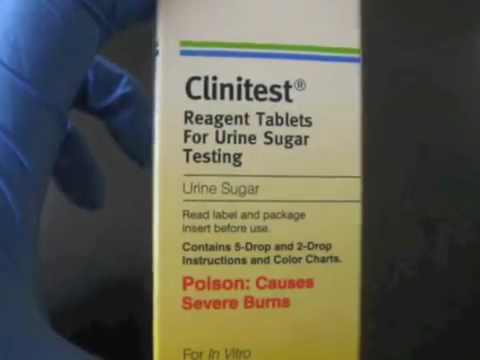 Clinitest®
Reagent Tablets
For Urine Sugar
Testing
Urine Sugar
Read label and package
insert before use.
Contains 5-Drop and 2-Drop
Instructions and Color Charts.
Poison: Causes
Severe Burns
For In Vitro